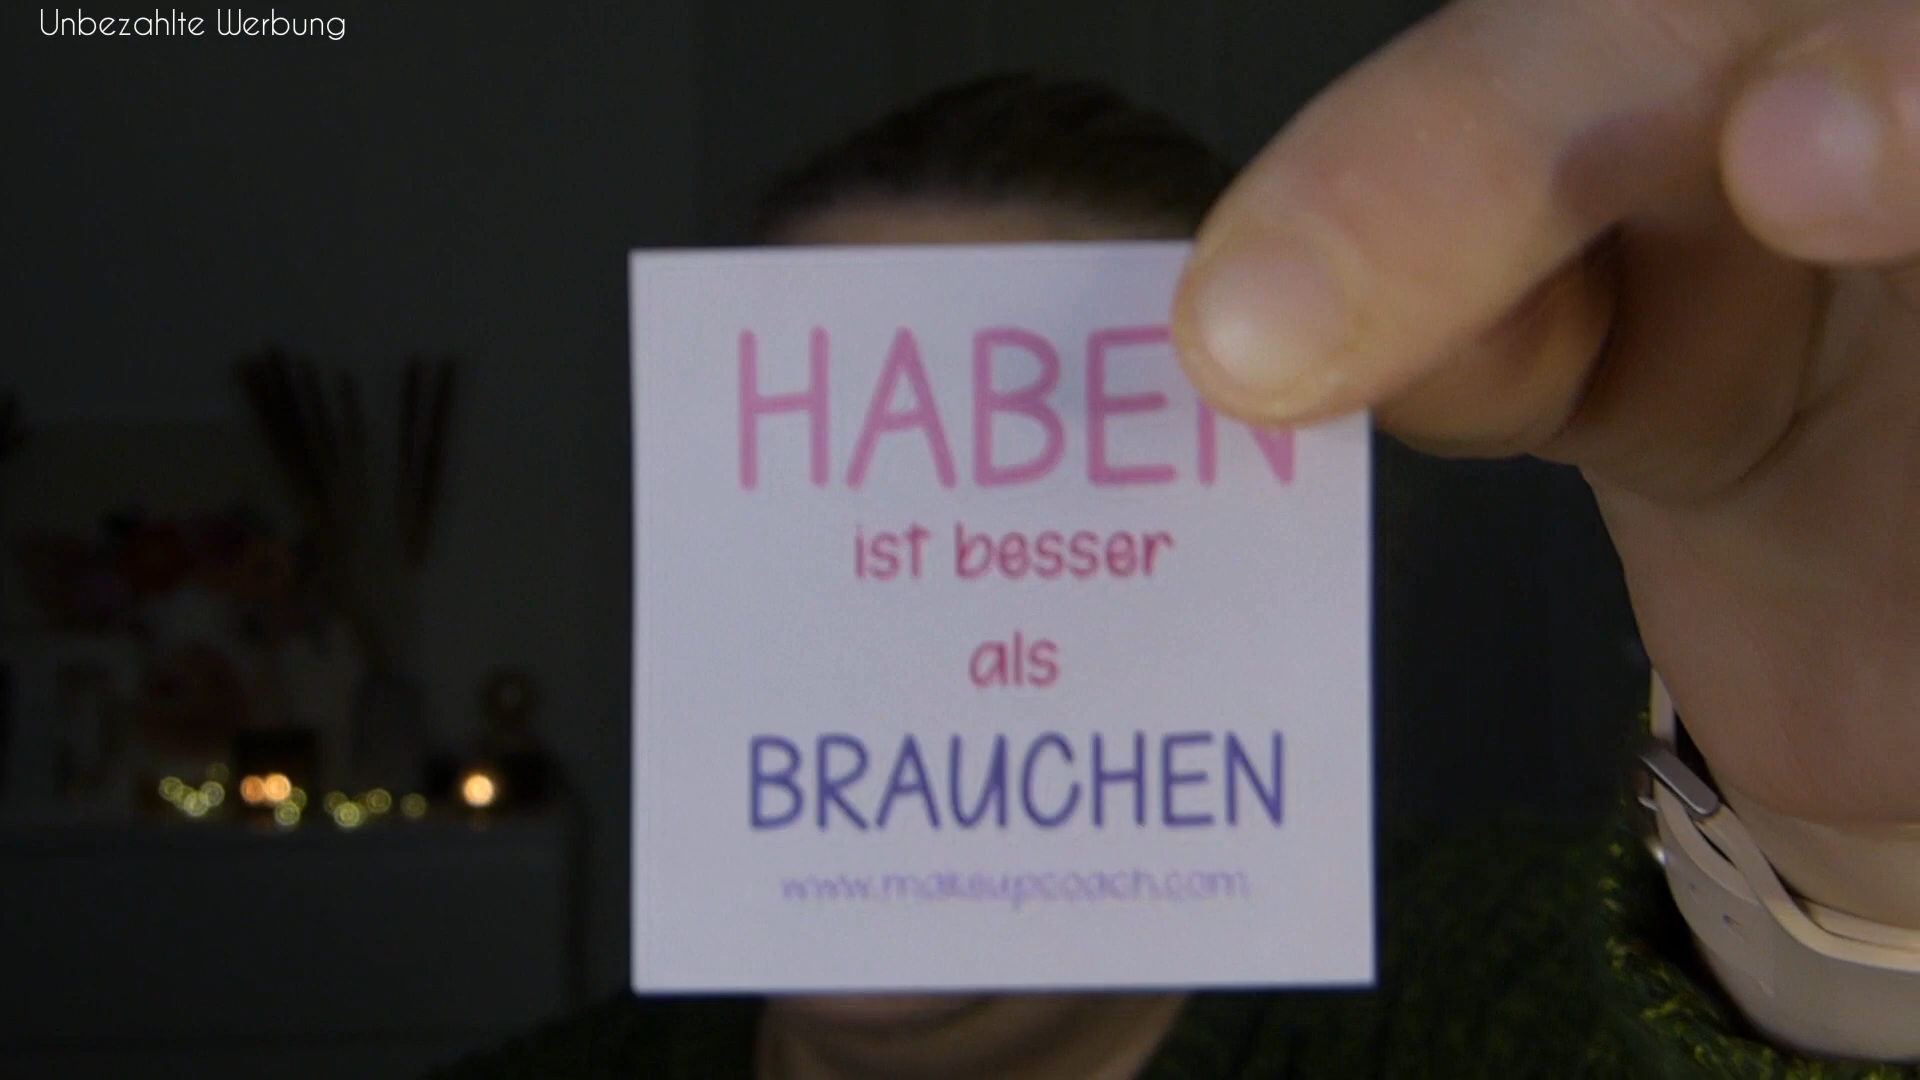 Unbezahlte Werbung
HABEN
ist besser
als
BRAUCHEN
www.makeupcoach.com